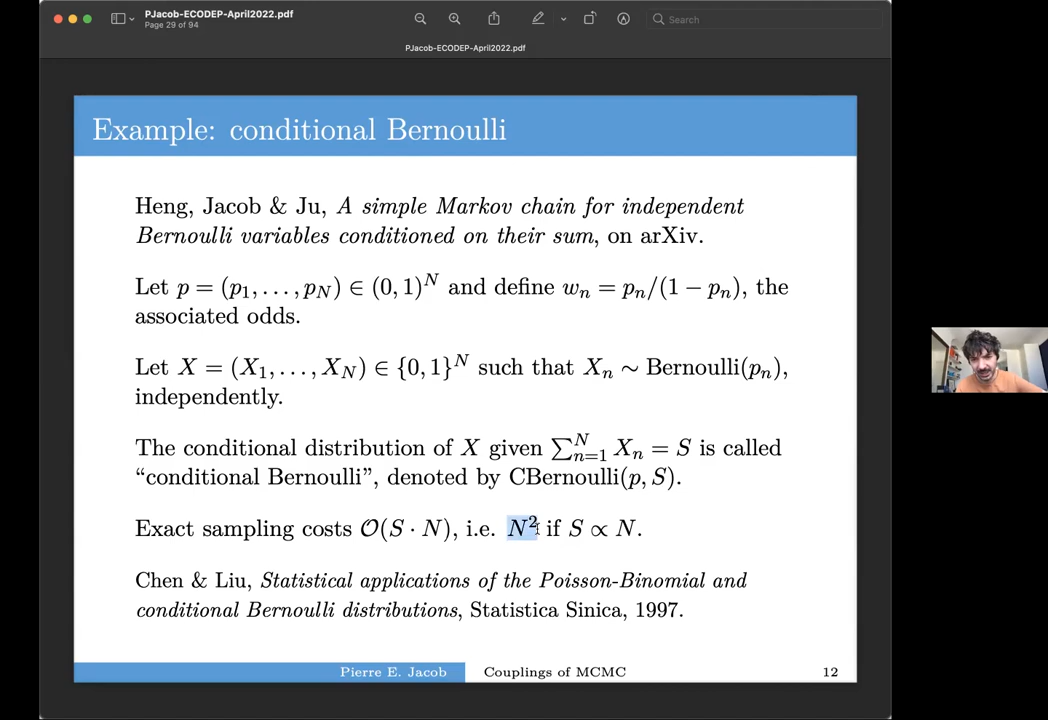 PJacob-ECODEP-April2022.pdf
Page 29 of 94
Search
PJacob-ECODEP-April2022.pdf
Example: conditional Bernoulli
Heng, Jacob & Ju, A simple Markov chain for independent
Bernoulli variables conditioned on their sum, on arXiv.
Let p = (p₁, . . . , p_N) ∈ (0, 1)^N and define wₙ = pₙ/(1 − pₙ), the
associated odds.
Let X = (X₁, . . . , X_N) ∈ {0, 1}^N such that Xₙ ∼ Bernoulli(pₙ),
independently.
The conditional distribution of X given ∑_{n=1}^N Xₙ = S is called
“conditional Bernoulli”, denoted by CBernoulli(p, S).
Exact sampling costs O(S · N), i.e. N² if S ∝ N.
Chen & Liu, Statistical applications of the Poisson-Binomial and
conditional Bernoulli distributions, Statistica Sinica, 1997.
Pierre E. Jacob Couplings of MCMC 12